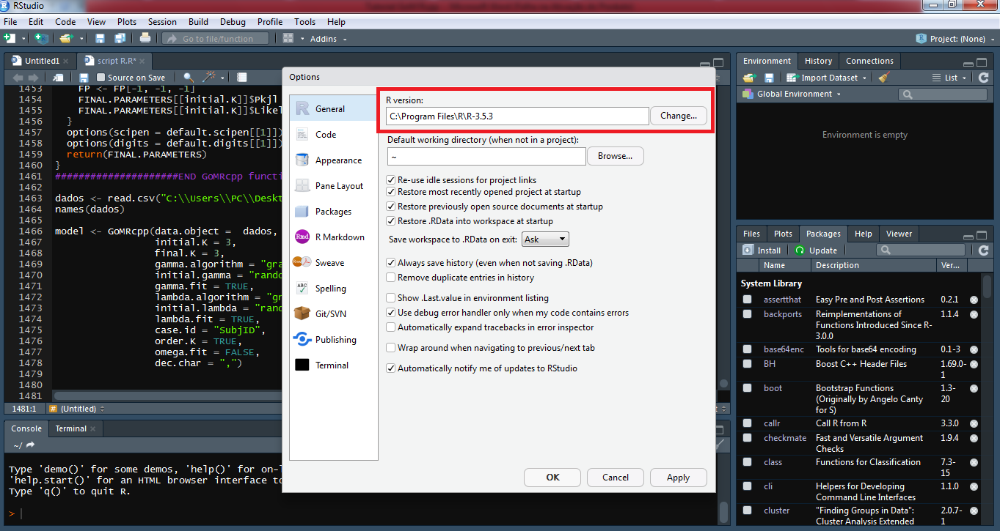 RStudio
File Edit Code View Plots Session Build Debug Profile Tools Help
Go to file/function Addins Project: (None)
Untitled1 script R.R*
Source on Save
1453 FP <- FP[-1, -1, -1]
1454 FINAL.PARAMETERS[[initial.K]]$Pkjl
1455 FINAL.PARAMETERS[[initial.K]]$Likel
1456 }
1457 options(scipen = default.scipen[[1]])
1458 options(digits = default.digits[[1]])
1459 return(FINAL.PARAMETERS)
1460 }
1461 #####################END GoMRcpp functi
1462
1463 dados <- read.csv("C:\\Users\\PC\\Deskt
1464 names(dados)
1465
1466 model <- GoMRcpp(data.object = dados,
1467 initial.K = 3,
1468 final.K = 3,
1469 gamma.algorithm = "gra
1470 initial.gamma = "rando
1471 gamma.fit = TRUE,
1472 lambda.algorithm = "gr
1473 initial.lambda = "rand
1474 lambda.fit = TRUE,
1475 case.id = "SubjID",
1476 order.K = TRUE,
1477 omega.fit = FALSE,
1478 dec.char = ",")
1479
1480
1481
1481:1 # (Untitled)
Console Terminal
~/
Type 'demo()' for some demos, 'help()' for on-l
'help.start()' for an HTML browser interface to
Type 'q()' to quit R.
>
Options
General
Code
Appearance
Pane Layout
Packages
Rmd R Markdown
Sweave
ABC Spelling
Git/SVN
Publishing
Terminal
R version:
C:\Program Files\R\R-3.5.3 Change...
Default working directory (when not in a project):
~ Browse...
Re-use idle sessions for project links
Restore most recently opened project at startup
Restore previously open source documents at startup
Restore .RData into workspace at startup
Save workspace to .RData on exit: Ask
Always save history (even when not saving .RData)
Remove duplicate entries in history
Show .Last.value in environment listing
Use debug error handler only when my code contains errors
Automatically expand tracebacks in error inspector
Wrap around when navigating to previous/next tab
Automatically notify me of updates to RStudio
OK Cancel Apply
Environment History Connections
Import Dataset List
Global Environment
Environment is empty
Files Plots Packages Help Viewer
Install Update
Name Description Ver...
System Library
assertthat Easy Pre and Post Assertions 0.2.1
backports Reimplementations of 1.1.4
Functions Introduced Since R-
3.0.0
base64enc Tools for base64 encoding 0.1-3
BH Boost C++ Header Files 1.69.0-
1
boot Bootstrap Functions 1.3-
(Originally by Angelo Canty 20
for S)
callr Call R from R 3.3.0
checkmate Fast and Versatile Argument 1.9.4
Checks
class Functions for Classification 7.3-
15
cli Helpers for Developing 1.1.0
Command Line Interfaces
cluster "Finding Groups in Data": 2.0.7-
Cluster Analysis Extended 1